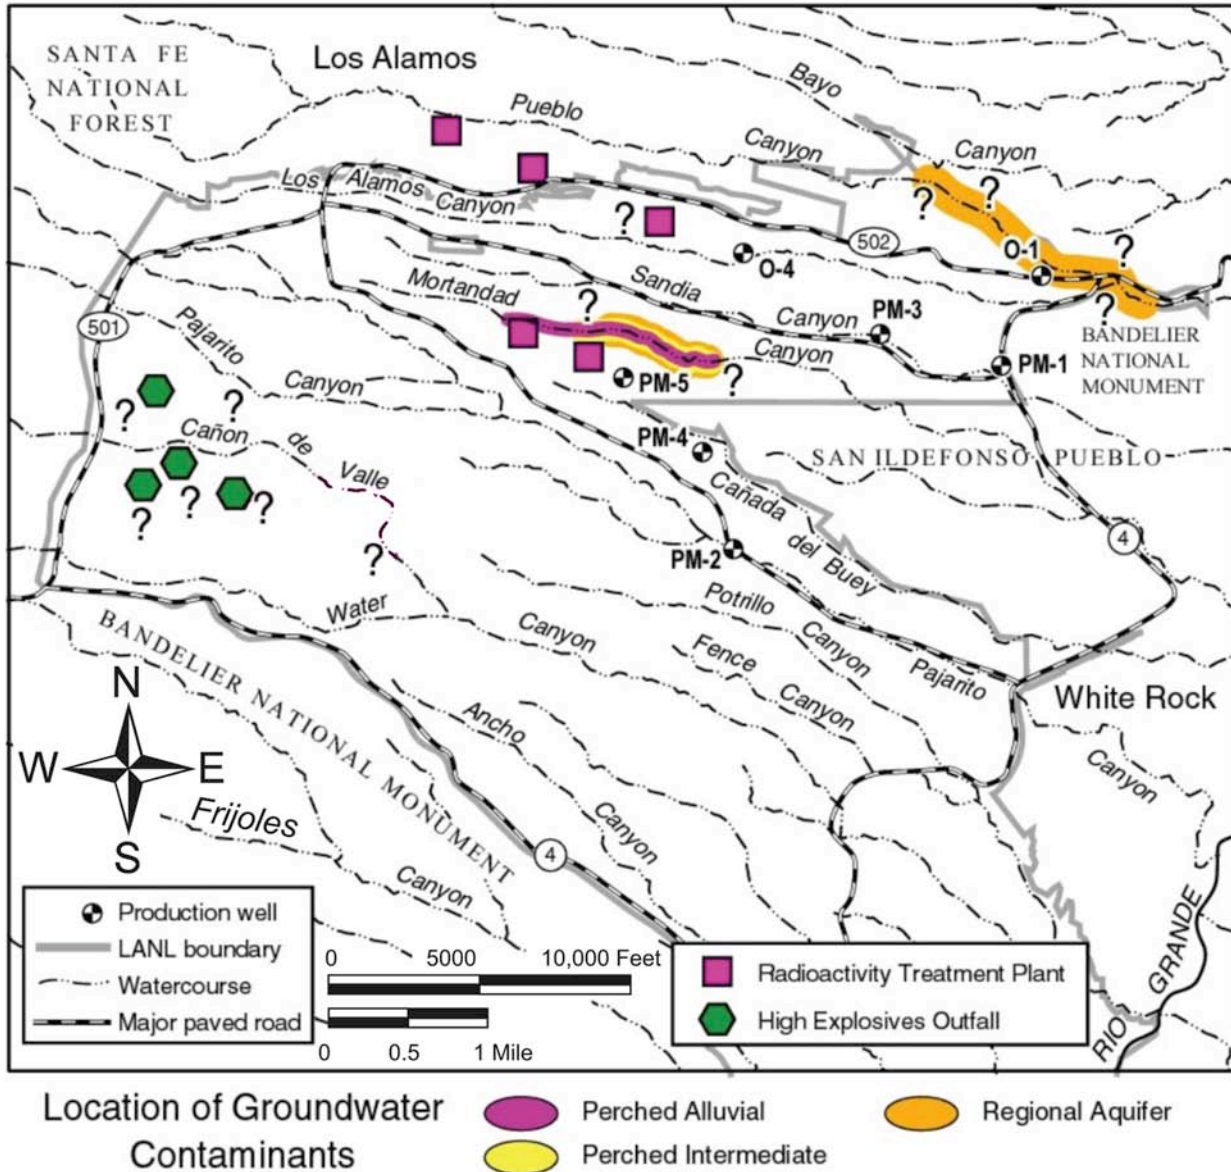 SANTA FE
NATIONAL
FOREST
Los Alamos
Bayo
Pueblo
Canyon
Canyon
Los Alamos
Canyon
?
?
?
502
O-1
?
O-4
Mortandad
Sandia
?
PM-3
Canyon
?
501
Pajarito
Canyon
BANDELIER
NATIONAL
MONUMENT
PM-1
Canyon
PM-5
?
?
?
Cañon
de
Valle
PM-4
SAN ILDEFONSO PUEBLO
?
?
?
Cañada
del Buey
4
?
PM-2
Water
Canyon
Potrillo
Canyon
Pajarito
Fence
Canyon
White Rock
BANDELIER NATIONAL MONUMENT
N
W E
S
Ancho
Canyon
Canyon
Frijoles
Canyon
4
RIO GRANDE
Production well
LANL boundary
Watercourse
Major paved road
0 5000 10,000 Feet
0 0.5 1 Mile
Radioactivity Treatment Plant
High Explosives Outfall
Location of Groundwater
Contaminants
Perched Alluvial
Perched Intermediate
Regional Aquifer